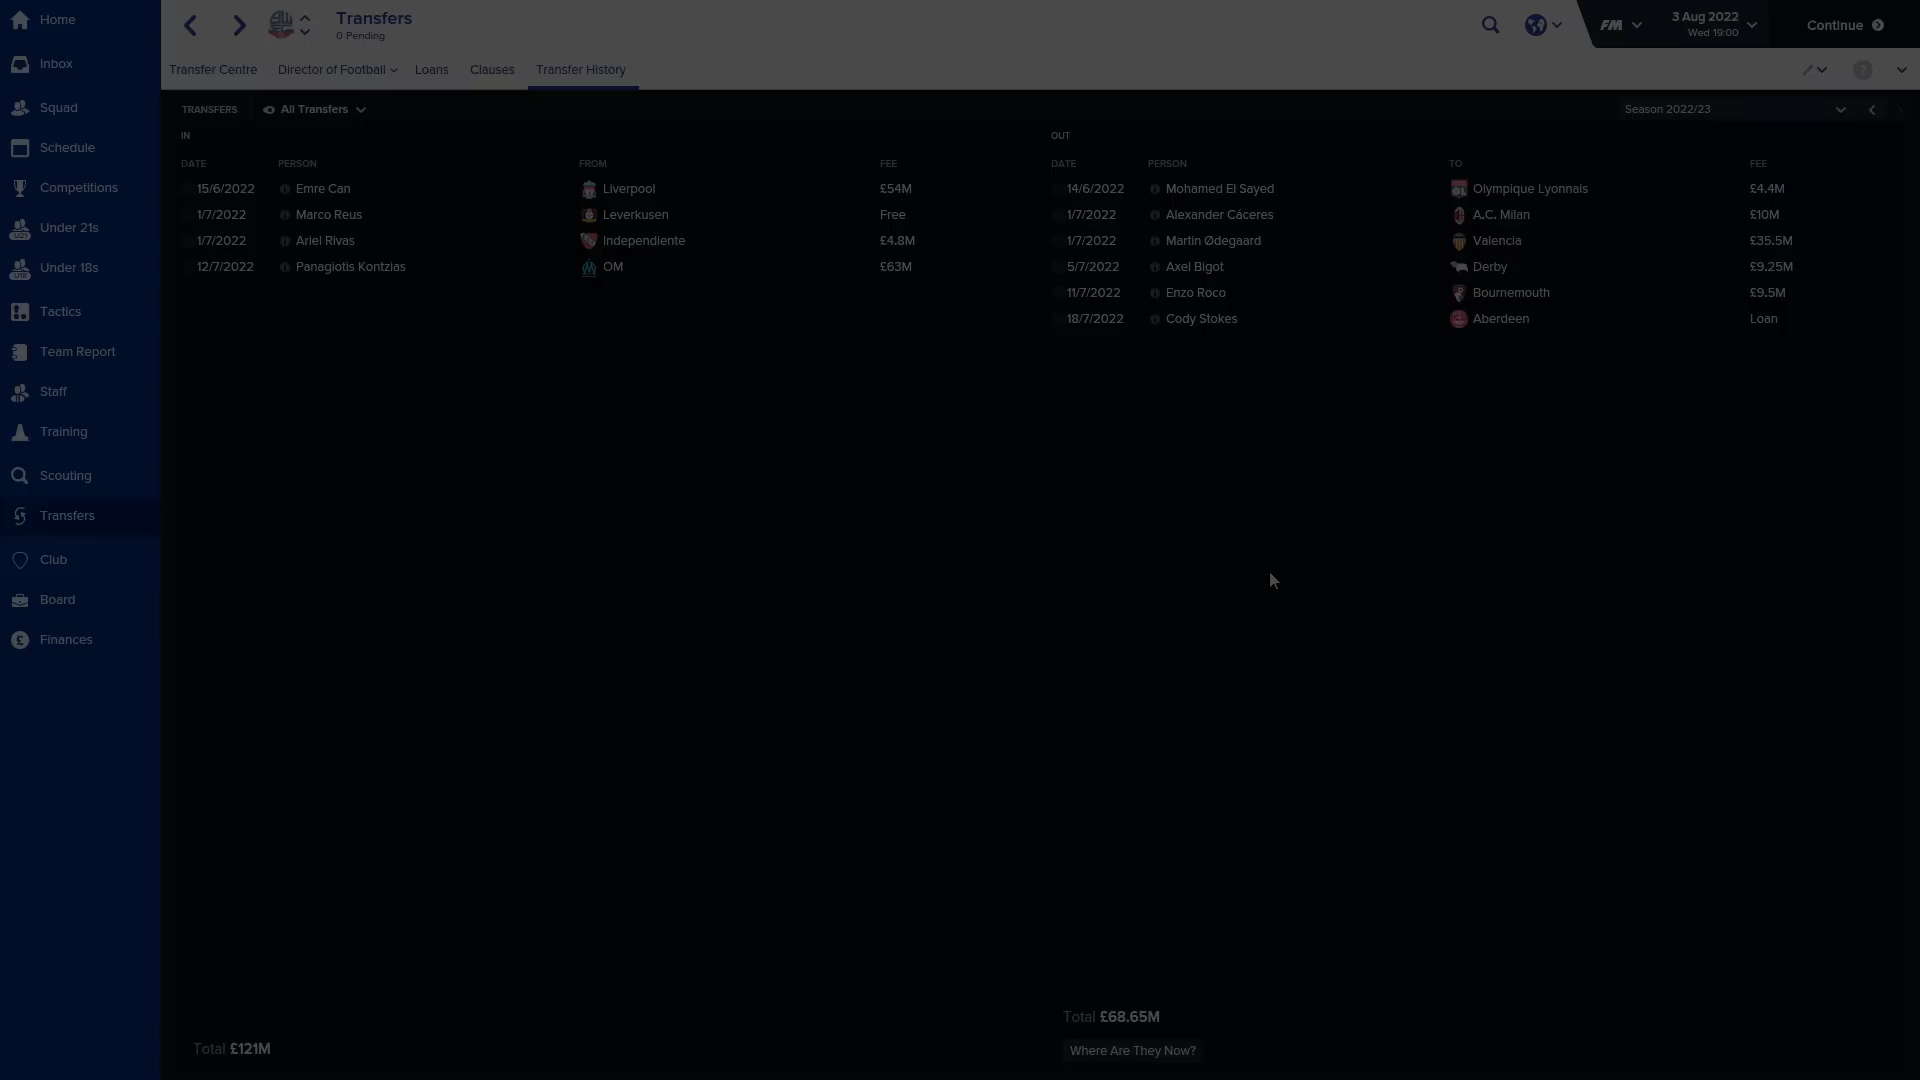 Home
Inbox
Squad
Schedule
Competitions
Under 21s
Under 18s
Tactics
Team Report
Staff
Training
Scouting
Transfers
Club
Board
Finances
Transfers
0 Pending
FM
3 Aug 2022
Wed 19:00
Continue
Transfer Centre Director of Football Loans Clauses Transfer History
?
TRANSFERS All Transfers
Season 2022/23
IN
DATE PERSON FROM FEE
15/6/2022 Emre Can Liverpool £54M
1/7/2022 Marco Reus Leverkusen Free
1/7/2022 Ariel Rivas Independiente £4.8M
12/7/2022 Panagiotis Kontzias OM £63M
Total £121M
OUT
DATE PERSON TO FEE
14/6/2022 Mohamed El Sayed Olympique Lyonnais £4.4M
1/7/2022 Alexander Cáceres A.C. Milan £10M
1/7/2022 Martin Ødegaard Valencia £35.5M
5/7/2022 Axel Bigot Derby £9.25M
11/7/2022 Enzo Roco Bournemouth £9.5M
18/7/2022 Cody Stokes Aberdeen Loan
Total £68.65M
Where Are They Now?